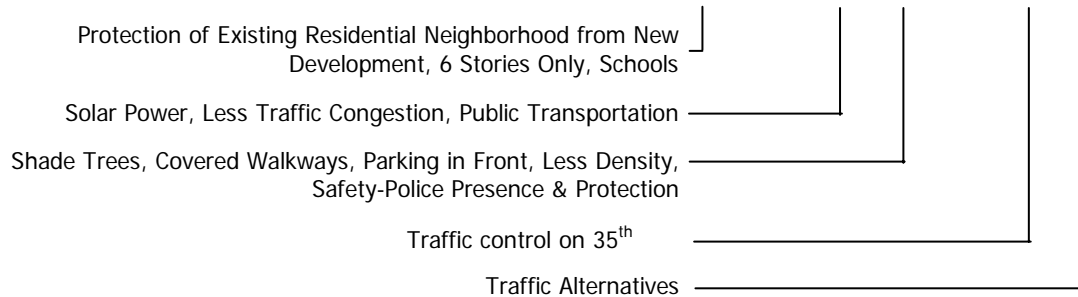 Protection of Existing Residential Neighborhood from New
Development, 6 Stories Only, Schools
Solar Power, Less Traffic Congestion, Public Transportation
Shade Trees, Covered Walkways, Parking in Front, Less Density,
Safety-Police Presence & Protection
Traffic control on 35th
Traffic Alternatives